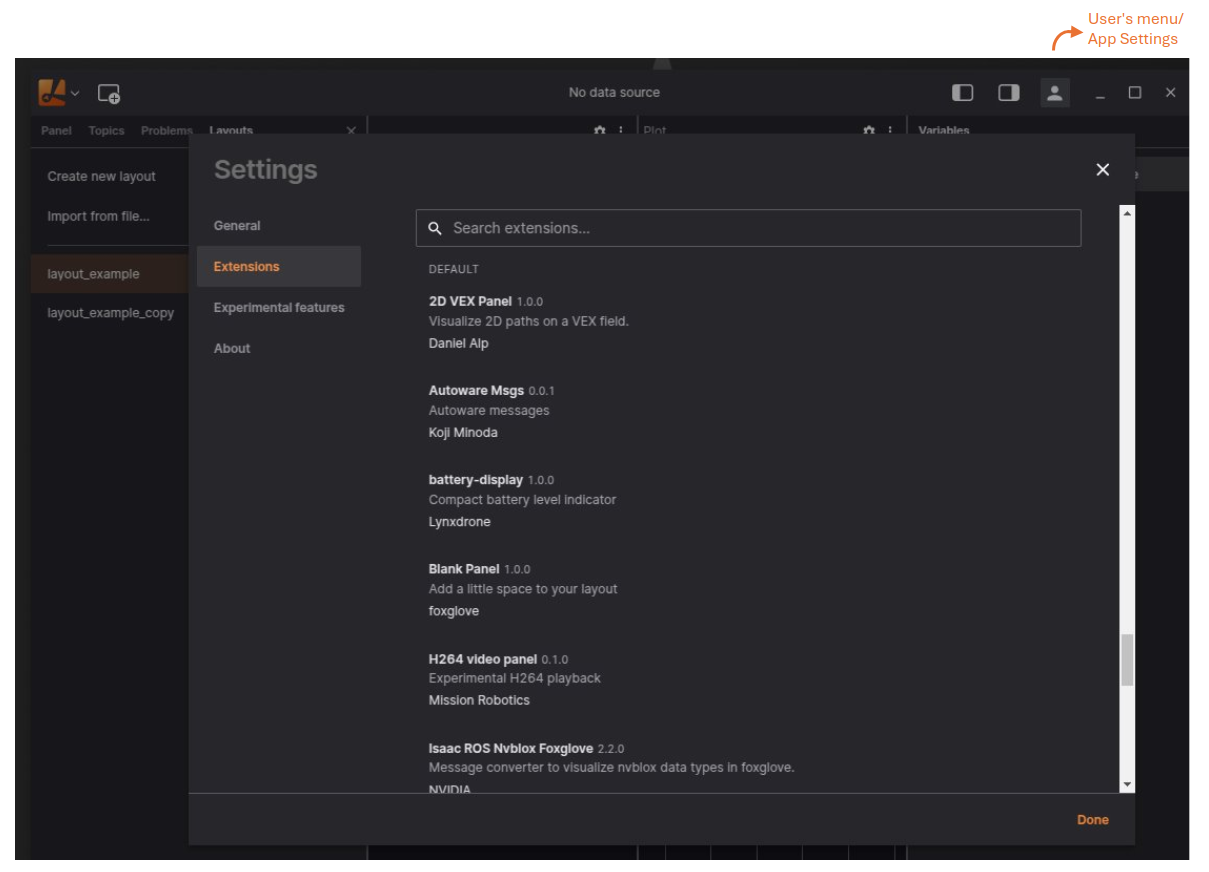 User's menu/
App Settings
No data source
Panel Topics Problems Layouts
Plot
Variables
Create new layout
Import from file...
layout_example
layout_example_copy
Settings
General
Extensions
Experimental features
About
Search extensions...
DEFAULT
2D VEX Panel 1.0.0
Visualize 2D paths on a VEX field.
Daniel Alp
Autoware Msgs 0.0.1
Autoware messages
Koji Minoda
battery-display 1.0.0
Compact battery level indicator
Lynxdrone
Blank Panel 1.0.0
Add a little space to your layout
foxglove
H264 video panel 0.1.0
Experimental H264 playback
Mission Robotics
Isaac ROS Nvblox Foxglove 2.2.0
Message converter to visualize nvblox data types in foxglove.
NVIDIA
Done